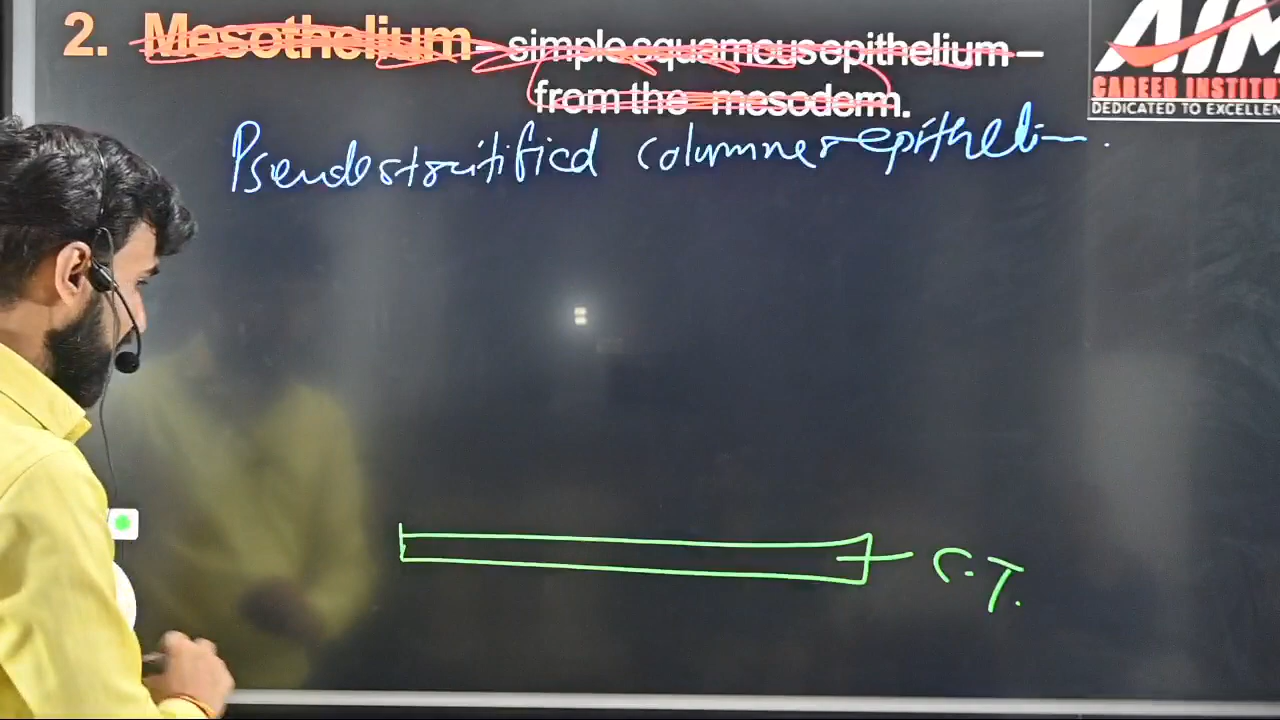 2. Mesothelium - simple squamous epithelium –
from the mesoderm.
AIM
CAREER INSTITU
DEDICATED TO EXCELLEN
Pseudostratified columner epithelium.
C.T.